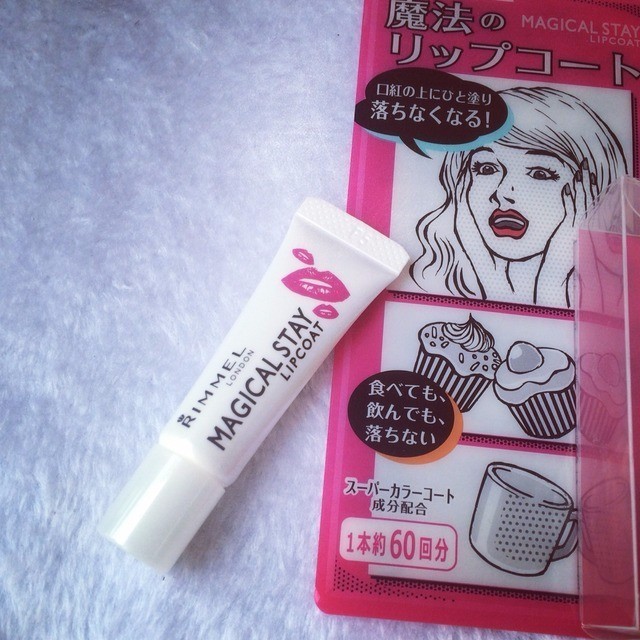 魔法の
MAGICAL STAY
LIPCOAT
リップコート
口紅の上にひと塗り
落ちなくなる!
RIMMEL
LONDON
MAGICAL STAY
LIPCOAT
食べても、
飲んでも、
落ちない
スーパーカラーコート
成分配合
1本約60回分